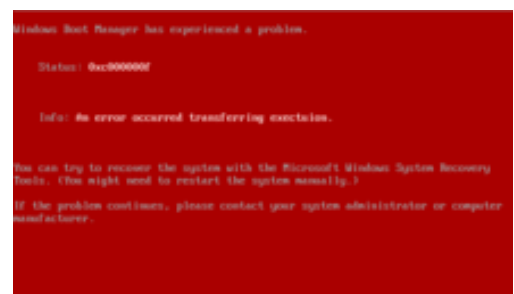 Windows Boot Manager has experienced a problem.
Status: 0xc000000f
Info: An error occurred transferring exectuion.
You can try to recover the system with the Microsoft Windows System Recovery
Tools. (You might need to restart the system manually.)
If the problem continues, please contact your system administrator or computer
manufacturer.